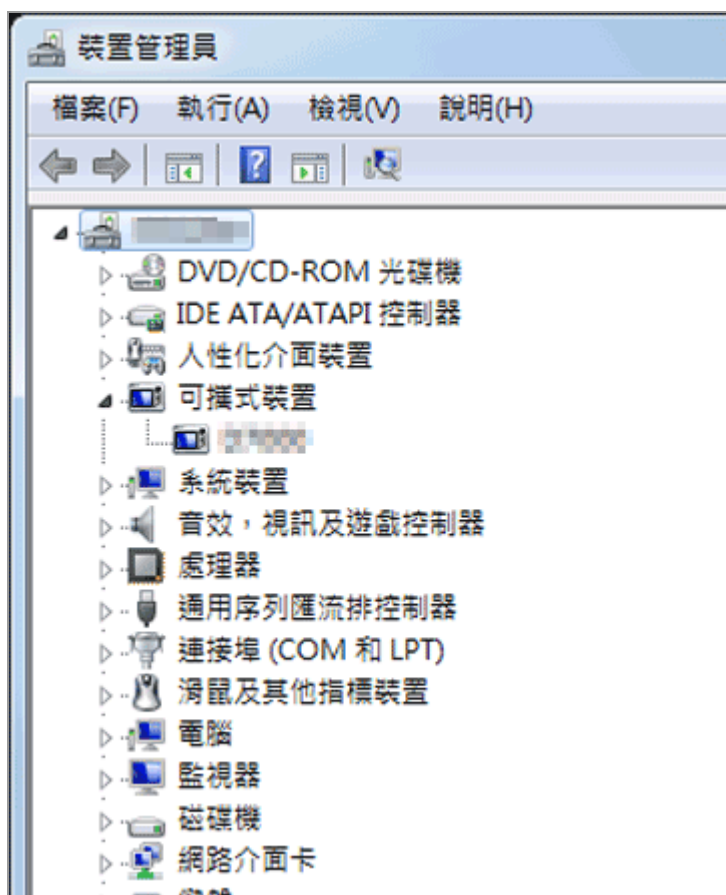 裝置管理員
檔案(F) 執行(A) 檢視(V) 說明(H)
DVD/CD-ROM 光碟機
IDE ATA/ATAPI 控制器
人性化介面裝置
可攜式裝置
系統裝置
音效，視訊及遊戲控制器
處理器
通用序列匯流排控制器
連接埠 (COM 和 LPT)
滑鼠及其他指標裝置
電腦
監視器
磁碟機
網路介面卡